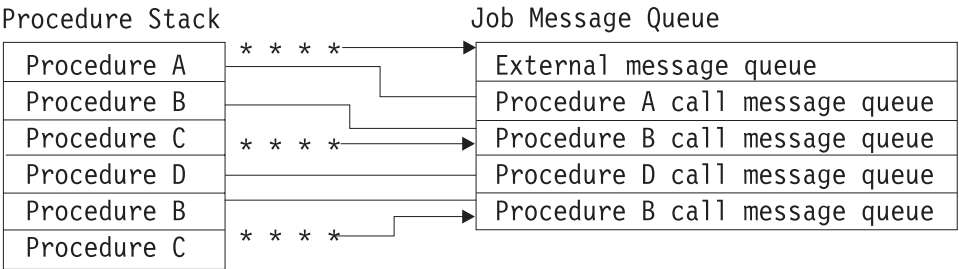 Procedure Stack
Job Message Queue
Procedure A
* * * *
External message queue
Procedure B
Procedure A call message queue
Procedure C
* * * *
Procedure B call message queue
Procedure D
Procedure D call message queue
Procedure B
Procedure B call message queue
Procedure C
* * * *